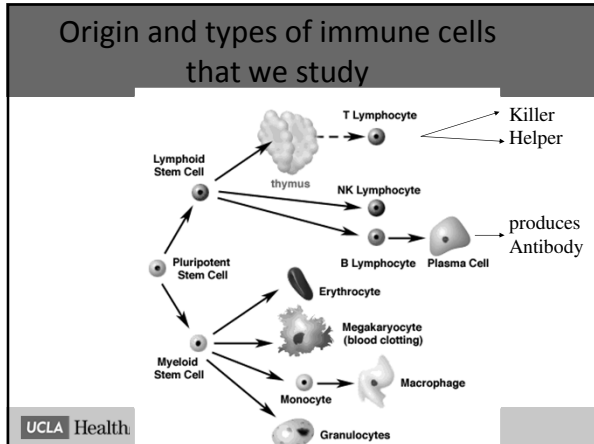 Origin and types of immune cells
that we study
T Lymphocyte
Killer
Helper
Lymphoid
Stem Cell
thymus
NK Lymphocyte
produces
Antibody
B Lymphocyte
Plasma Cell
Pluripotent
Stem Cell
Erythrocyte
Megakaryocyte
(blood clotting)
Myeloid
Stem Cell
Macrophage
Monocyte
Granulocytes
UCLA Health